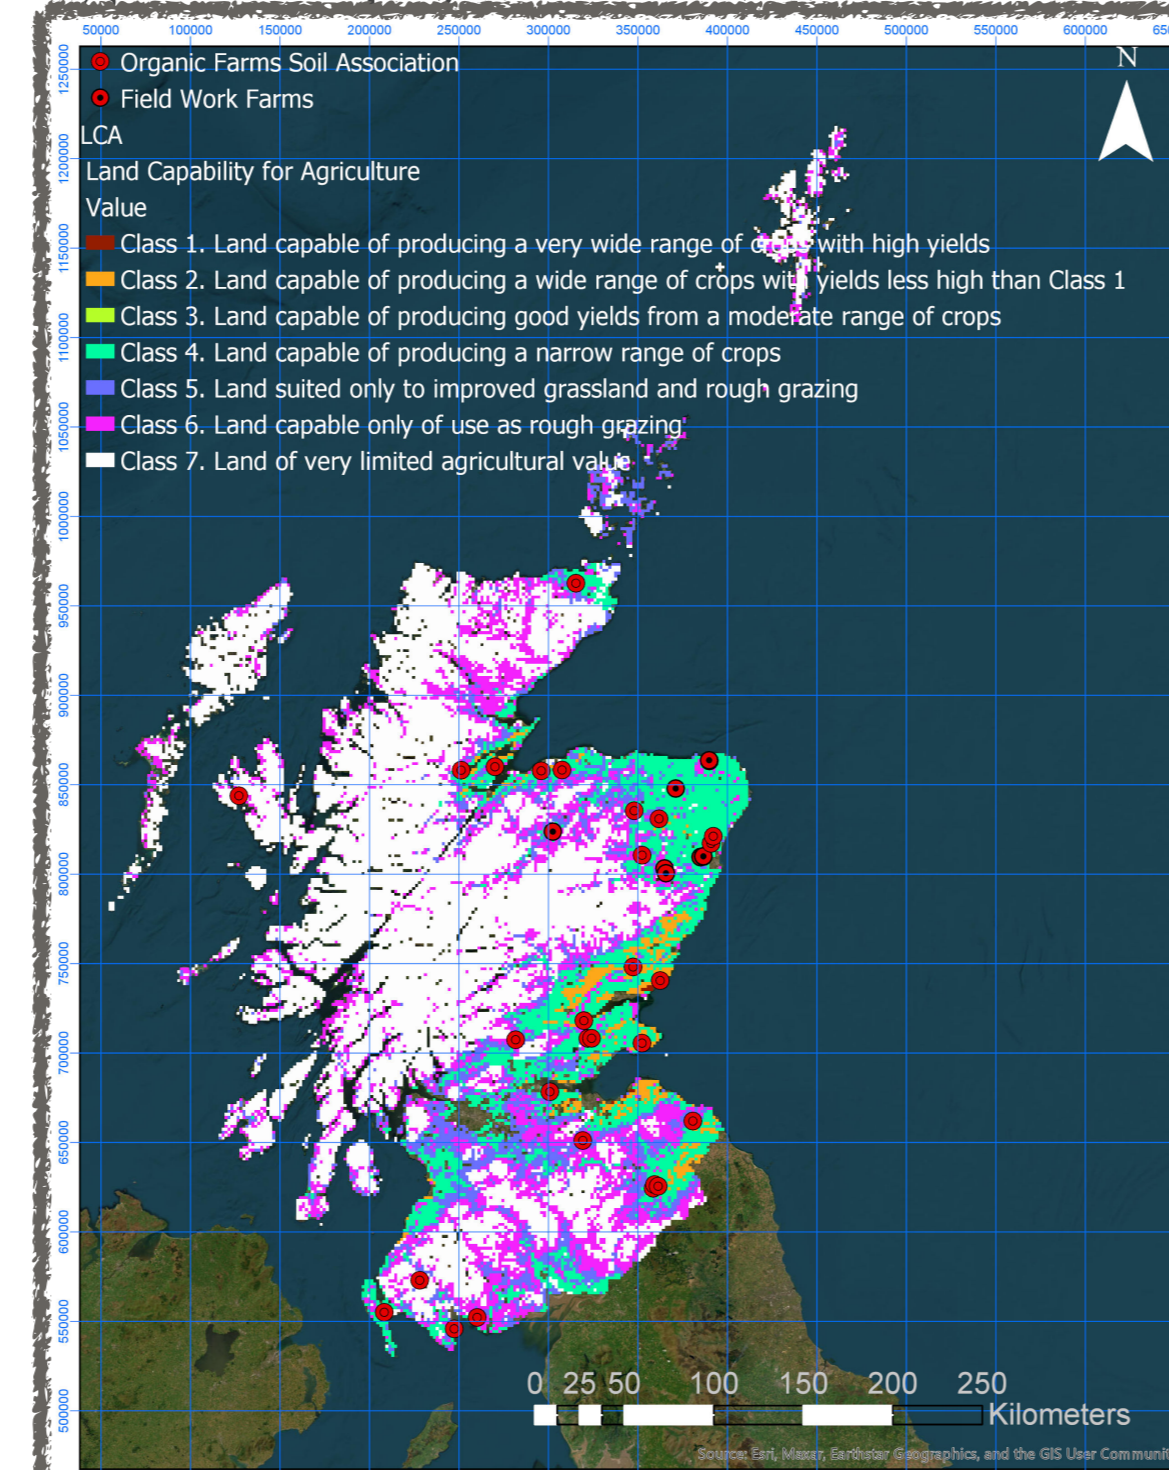 50000 100000 150000 200000 250000 300000 350000 400000 450000 500000 550000 600000
N
Organic Farms Soil Association
Field Work Farms
LCA
Land Capability for Agriculture
Value
Class 1. Land capable of producing a very wide range of crops with high yields
Class 2. Land capable of producing a wide range of crops with yields less high than Class 1
Class 3. Land capable of producing good yields from a moderate range of crops
Class 4. Land capable of producing a narrow range of crops
Class 5. Land suited only to improved grassland and rough grazing
Class 6. Land capable only of use as rough grazing
Class 7. Land of very limited agricultural value
1250000
1200000
1150000
1100000
1050000
1000000
950000
900000
850000
800000
750000
700000
650000
600000
550000
500000
0 25 50 100 150 200 250
Kilometers
Source: Esri, Maxar, Earthstar Geographics, and the GIS User Communit